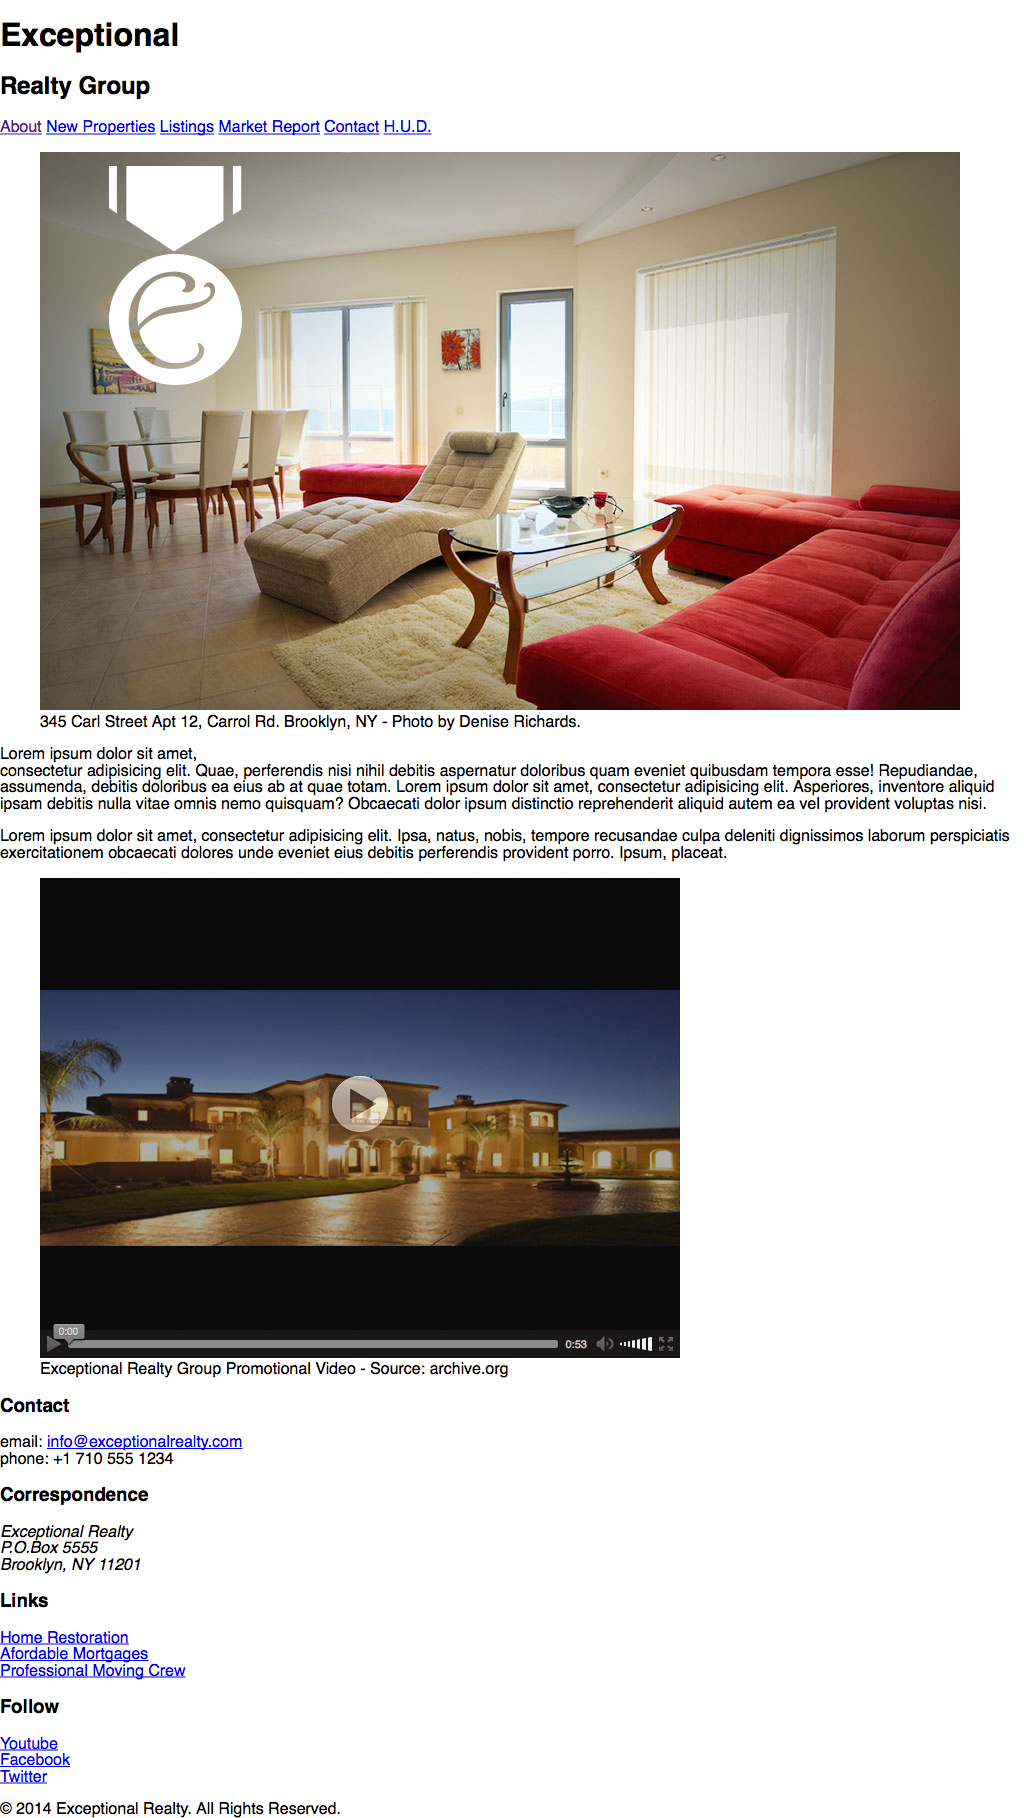 Exceptional
Realty Group
About New Properties Listings Market Report Contact H.U.D.
E
345 Carl Street Apt 12, Carrol Rd. Brooklyn, NY - Photo by Denise Richards.
Lorem ipsum dolor sit amet,
consectetur adipisicing elit. Quae, perferendis nisi nihil debitis aspernatur doloribus quam eveniet quibusdam tempora esse! Repudiandae,
assumenda, debitis doloribus ea eius ab at quae totam. Lorem ipsum dolor sit amet, consectetur adipisicing elit. Asperiores, inventore aliquid
ipsam debitis nulla vitae omnis nemo quisquam? Obcaecati dolor ipsum distinctio reprehenderit aliquid autem ea vel provident voluptas nisi.
Lorem ipsum dolor sit amet, consectetur adipisicing elit. Ipsa, natus, nobis, tempore recusandae culpa deleniti dignissimos laborum perspiciatis
exercitationem obcaecati dolores unde eveniet eius debitis perferendis provident porro. Ipsum, placeat.
0:00
0:53
Exceptional Realty Group Promotional Video - Source: archive.org
Contact
email: info@exceptionalrealty.com
phone: +1 710 555 1234
Correspondence
Exceptional Realty
P.O.Box 5555
Brooklyn, NY 11201
Links
Home Restoration
Afordable Mortgages
Professional Moving Crew
Follow
Youtube
Facebook
Twitter
© 2014 Exceptional Realty. All Rights Reserved.